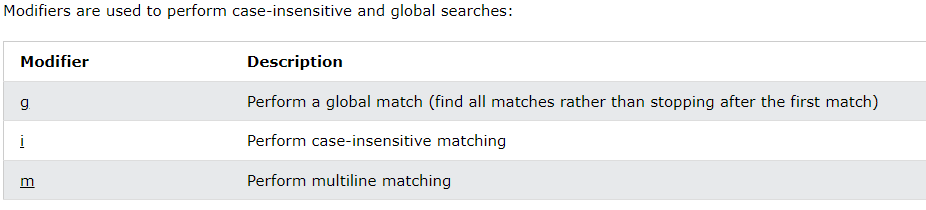 Modifiers are used to perform case-insensitive and global searches:
Modifier Description
g Perform a global match (find all matches rather than stopping after the first match)
i Perform case-insensitive matching
m Perform multiline matching